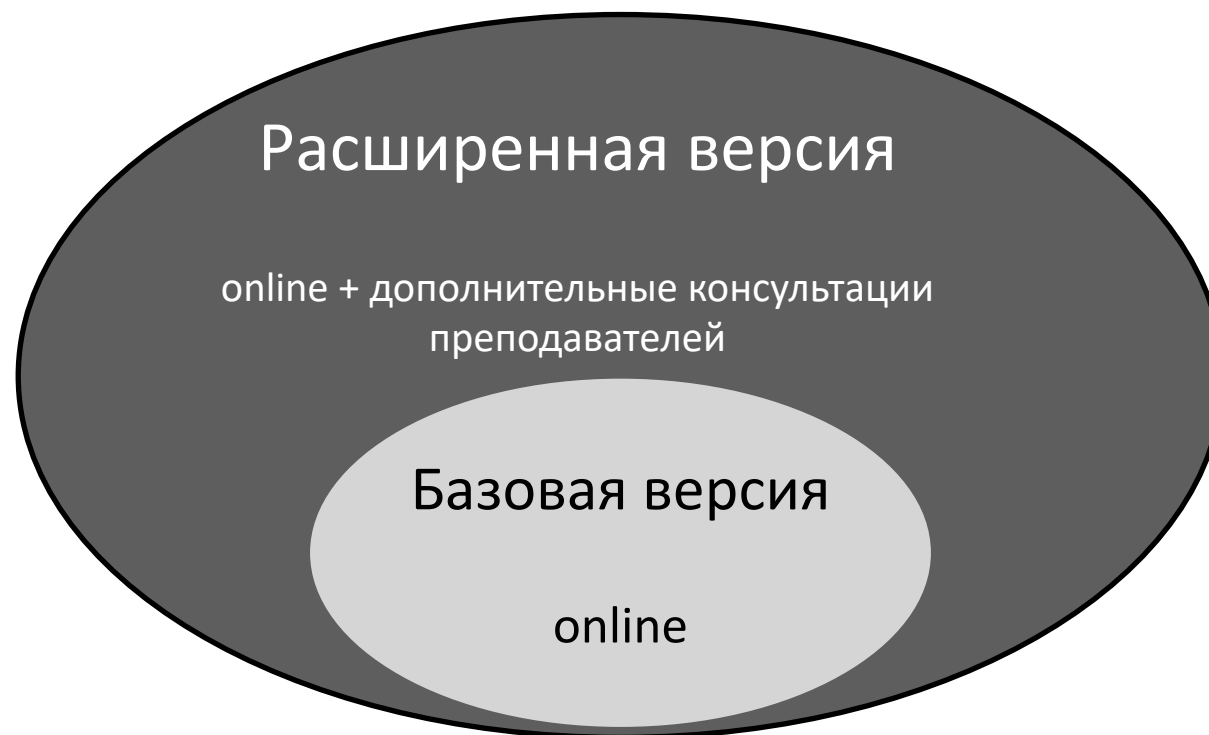 Расширенная версия
online + дополнительные консультации
преподавателей
Базовая версия
online